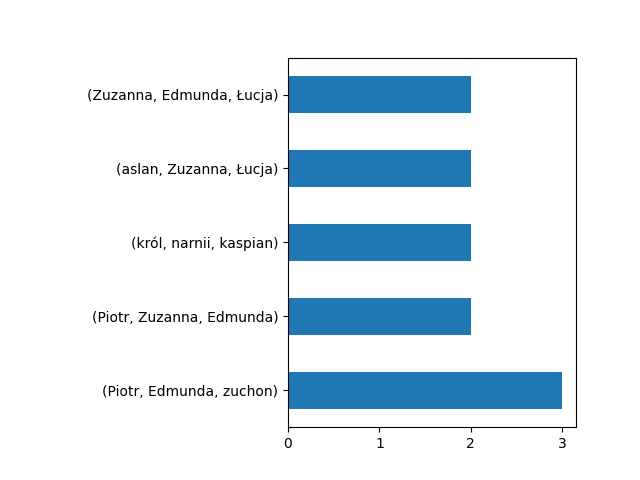 (Zuzanna, Edmunda, Łucja)
(aslan, Zuzanna, Łucja)
(król, narnii, kaspian)
(Piotr, Zuzanna, Edmunda)
(Piotr, Edmunda, zuchon)
0 1 2 3